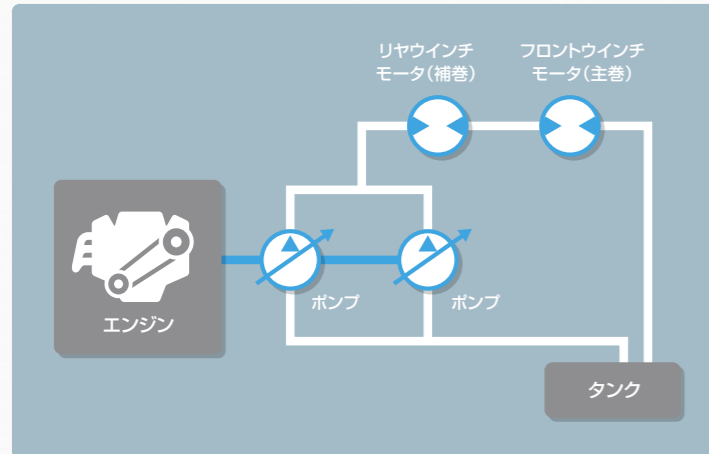 リヤウインチ
モータ(補巻)
フロントウインチ
モータ(主巻)
エンジン
ポンプ
ポンプ
タンク